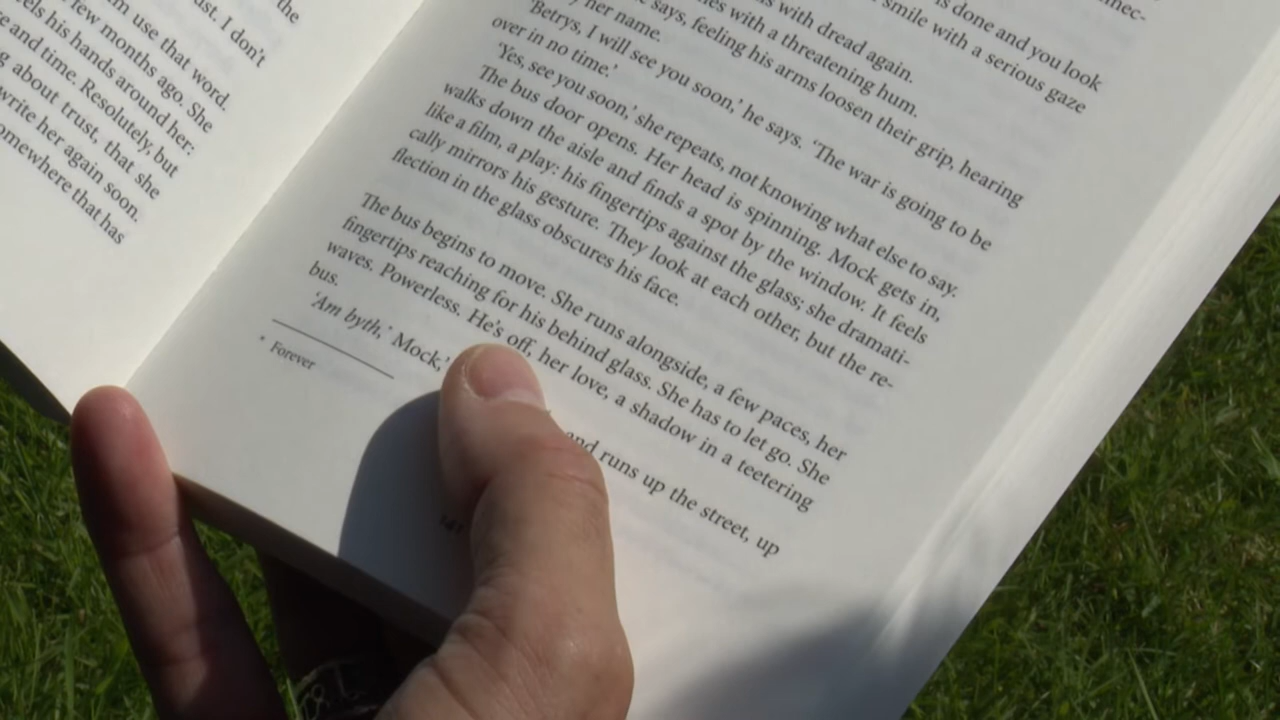 the
ust. I don't
m use that word.
few months ago. She
els his hands around her:
e and time. Resolutely, but
g about trust, that she
write her again soon.
omewhere that has
nnec-
is done and you look
smile with a serious gaze
ns with dread again.
nes with a threatening hum.
e says, feeling his arms loosen their grip, hearing
y her name.
'Betrys, I will see you soon,' he says. 'The war is going to be
over in no time.'
'Yes, see you soon,' she repeats, not knowing what else to say.
The bus door opens. Her head is spinning. Mock gets in,
walks down the aisle and finds a spot by the window. It feels
like a film, a play: his fingertips against the glass; she dramati-
cally mirrors his gesture. They look at each other, but the re-
flection in the glass obscures his face.
The bus begins to move. She runs alongside, a few paces, her
fingertips reaching for his behind glass. She has to let go. She
waves. Powerless. He's off, her love, a shadow in a teetering
bus.
'Am byth,* Mock,' and runs up the street, up
* Forever
141